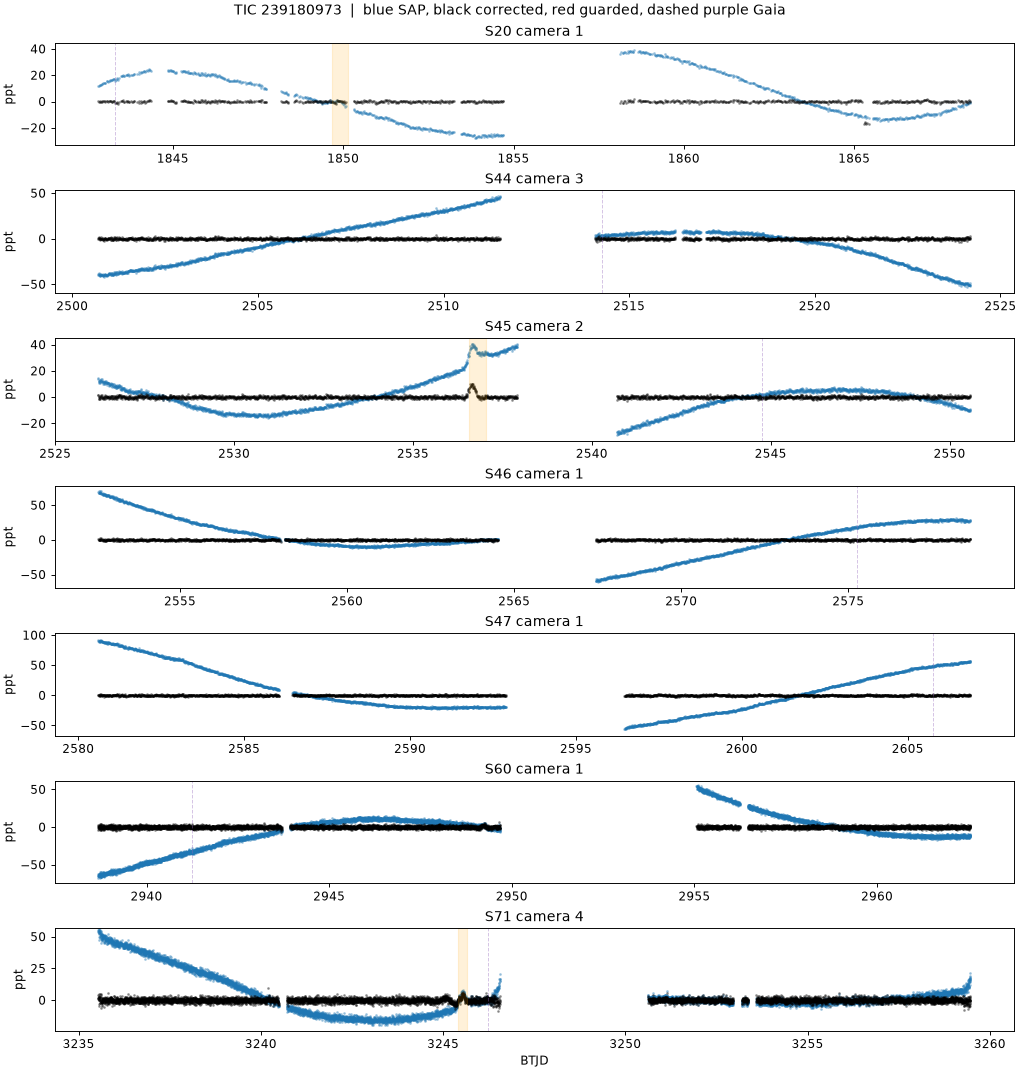 TIC 239180973 | blue SAP, black corrected, red guarded, dashed purple Gaia
S20 camera 1
ppt
40
20
0
−20
1845 1850 1855 1860 1865
S44 camera 3
ppt
50
0
−50
2500 2505 2510 2515 2520 2525
S45 camera 2
ppt
40
20
0
−20
2525 2530 2535 2540 2545 2550
S46 camera 1
ppt
50
0
−50
2555 2560 2565 2570 2575
S47 camera 1
ppt
100
50
0
−50
2580 2585 2590 2595 2600 2605
S60 camera 1
ppt
50
0
−50
2940 2945 2950 2955 2960
S71 camera 4
ppt
50
25
0
3235 3240 3245 3250 3255 3260
BTJD